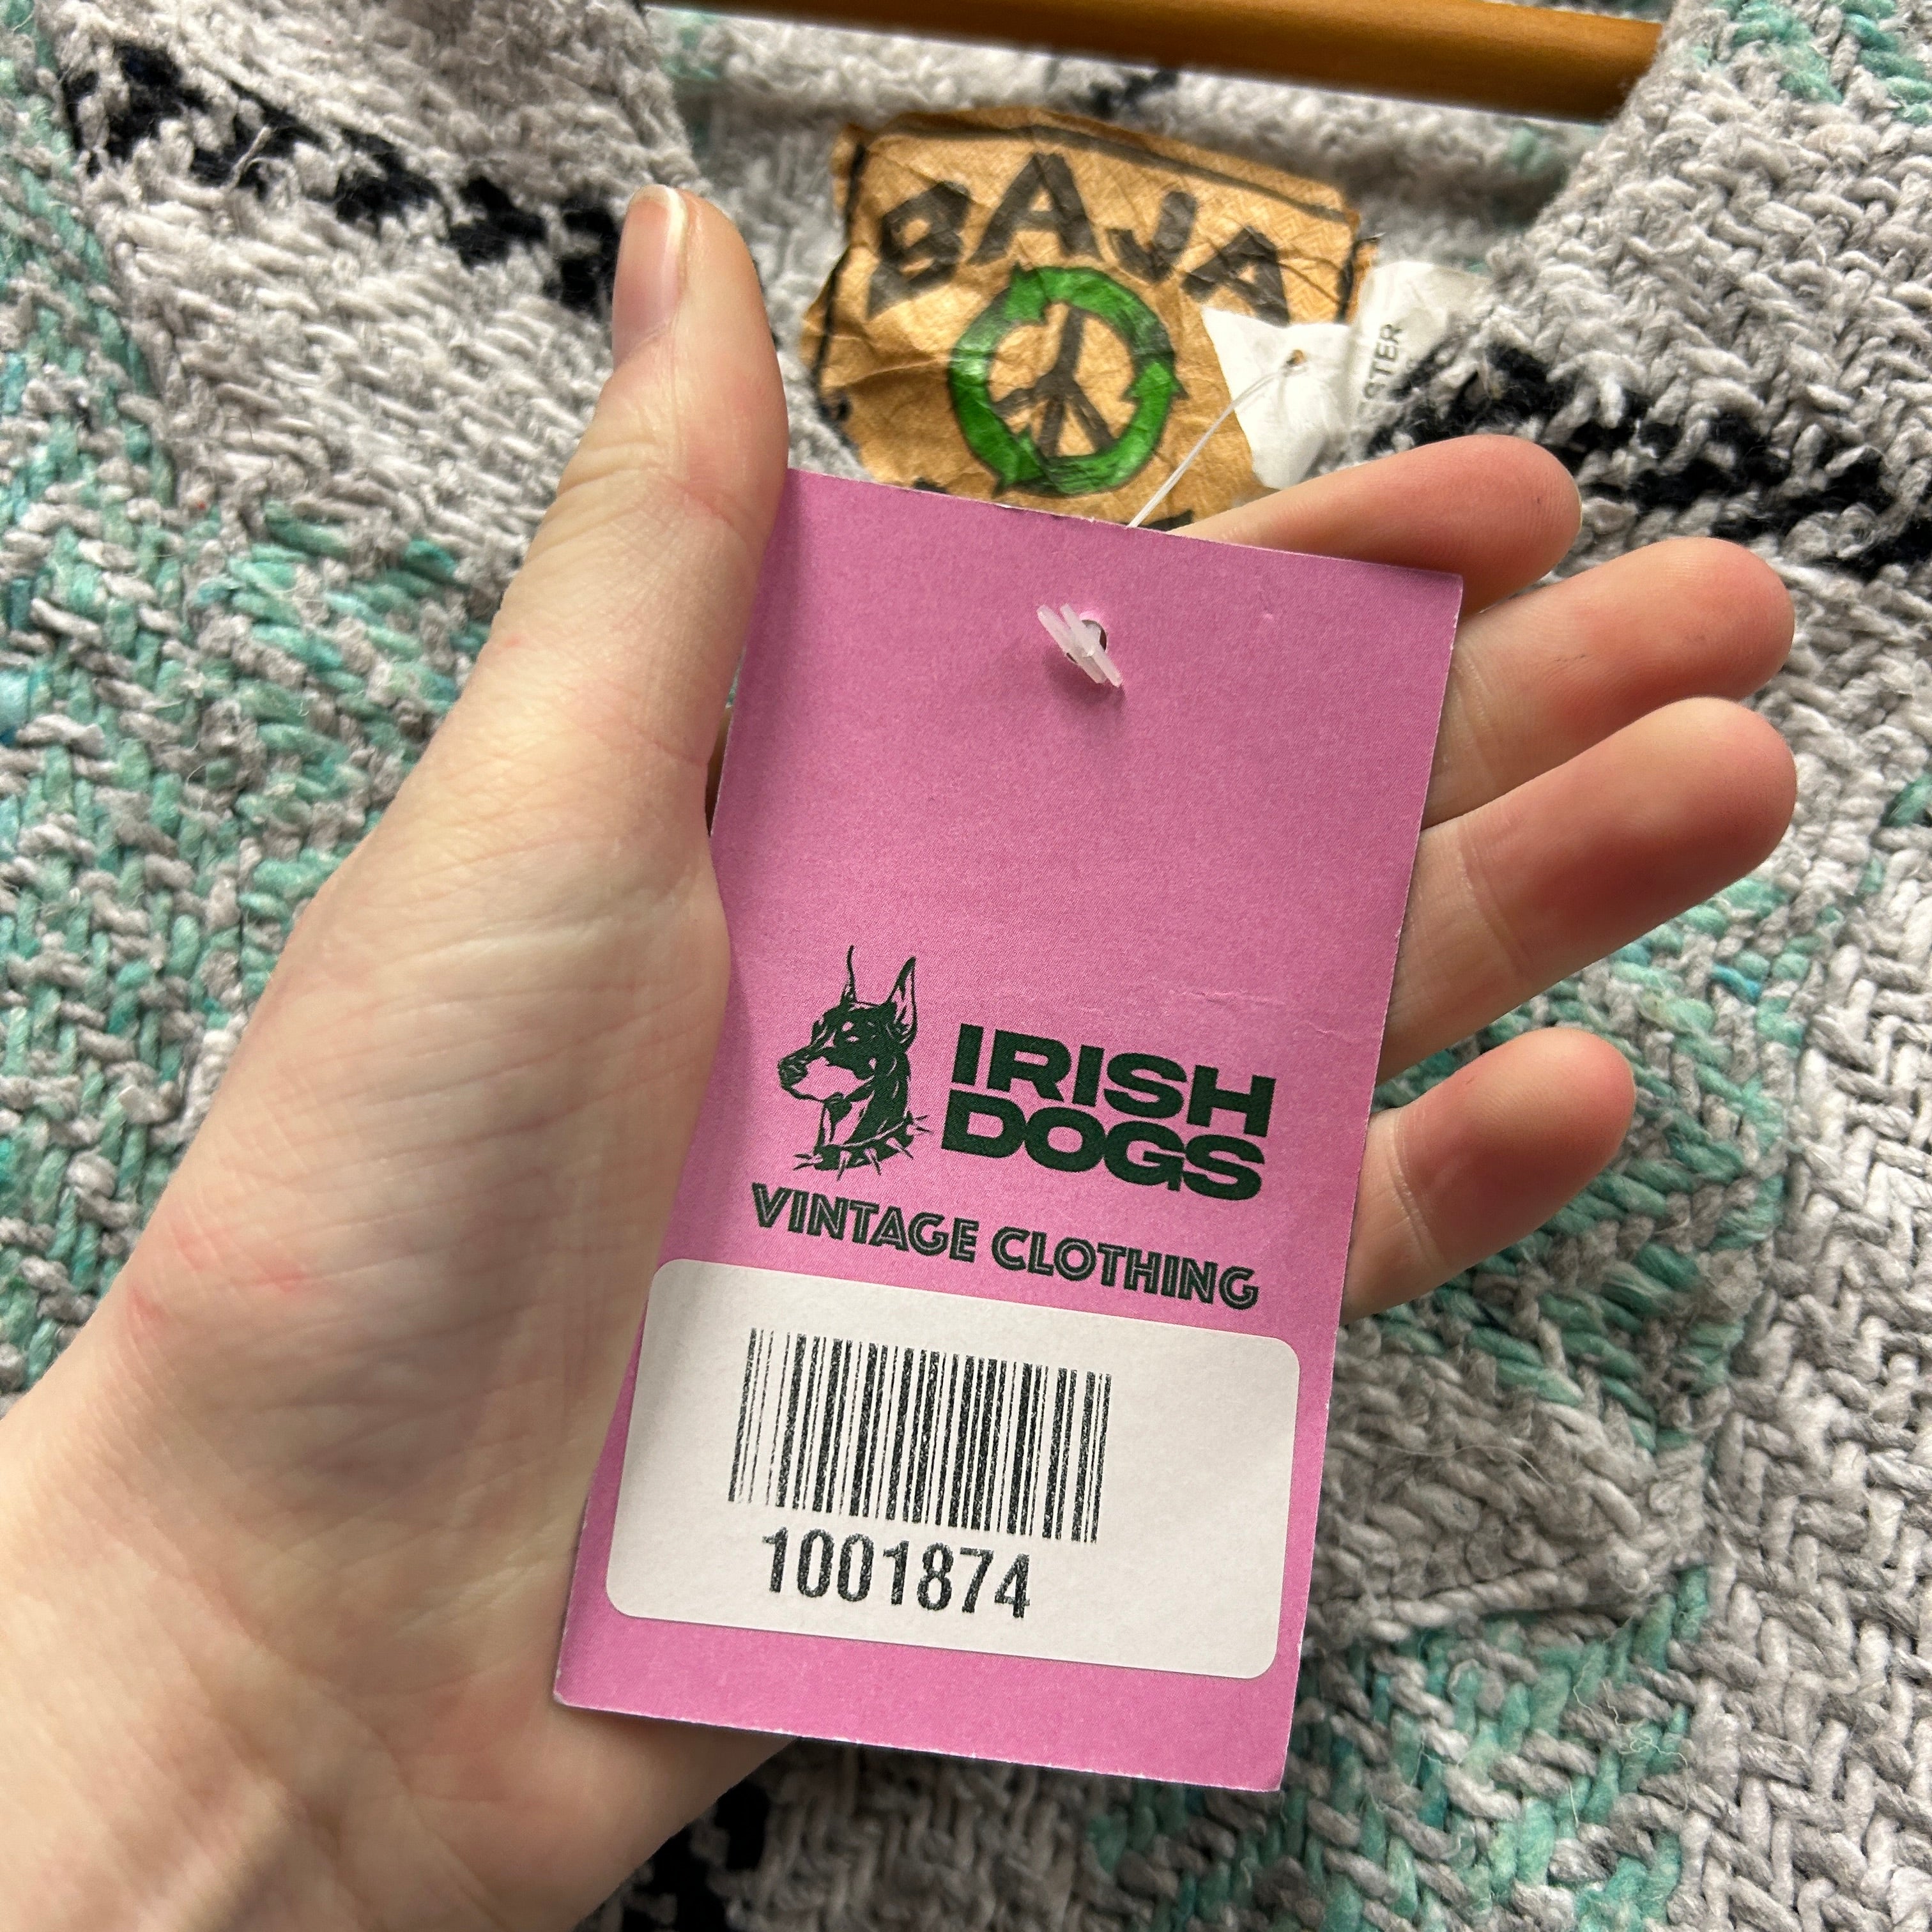 BAJA
IRISH
DOGS
VINTAGE CLOTHING
1001874